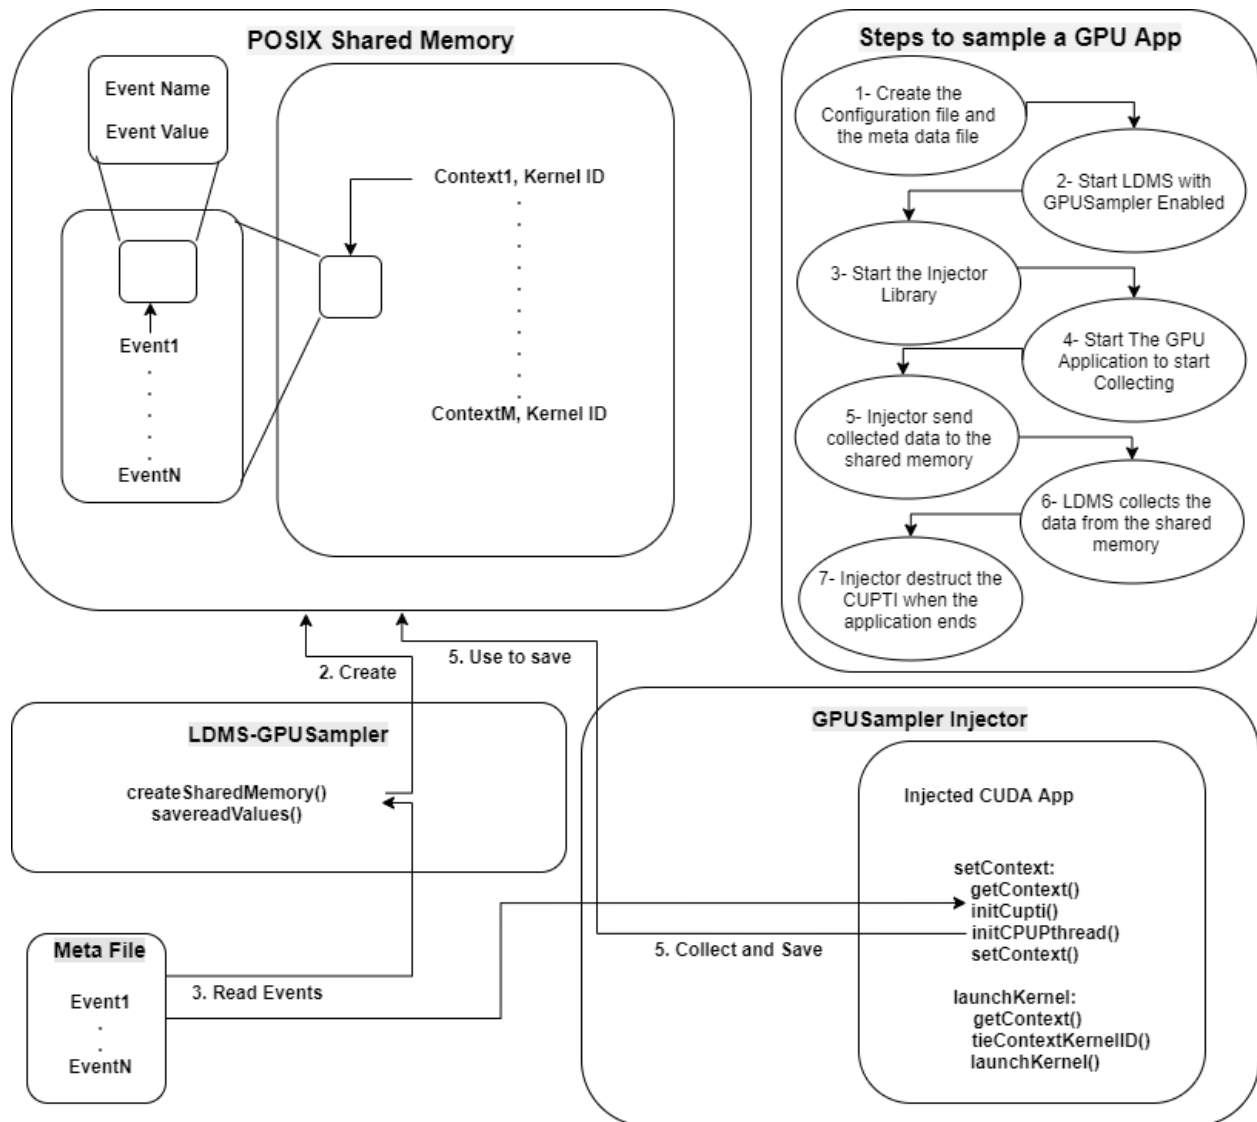 POSIX Shared Memory
Event Name
Event Value
Context1, Kernel ID
Event1
EventN
ContextM, Kernel ID
Steps to sample a GPU App
1- Create the
Configuration file and
the meta data file
2- Start LDMS with
GPUSampler Enabled
3- Start the Injector
Library
4- Start The GPU
Application to start
Collecting
5- Injector send
collected data to the
shared memory
6- LDMS collects the
data from the shared
memory
7- Injector destruct the
CUPTI when the
application ends
2. Create
5. Use to save
LDMS-GPUSampler
createSharedMemory()
savereadValues()
GPUSampler Injector
Injected CUDA App
setContext:
getContext()
initCupti()
initCPUPthread()
setContext()
launchKernel:
getContext()
tieContextKernelID()
launchKernel()
5. Collect and Save
Meta File
Event1
.
.
EventN
3. Read Events